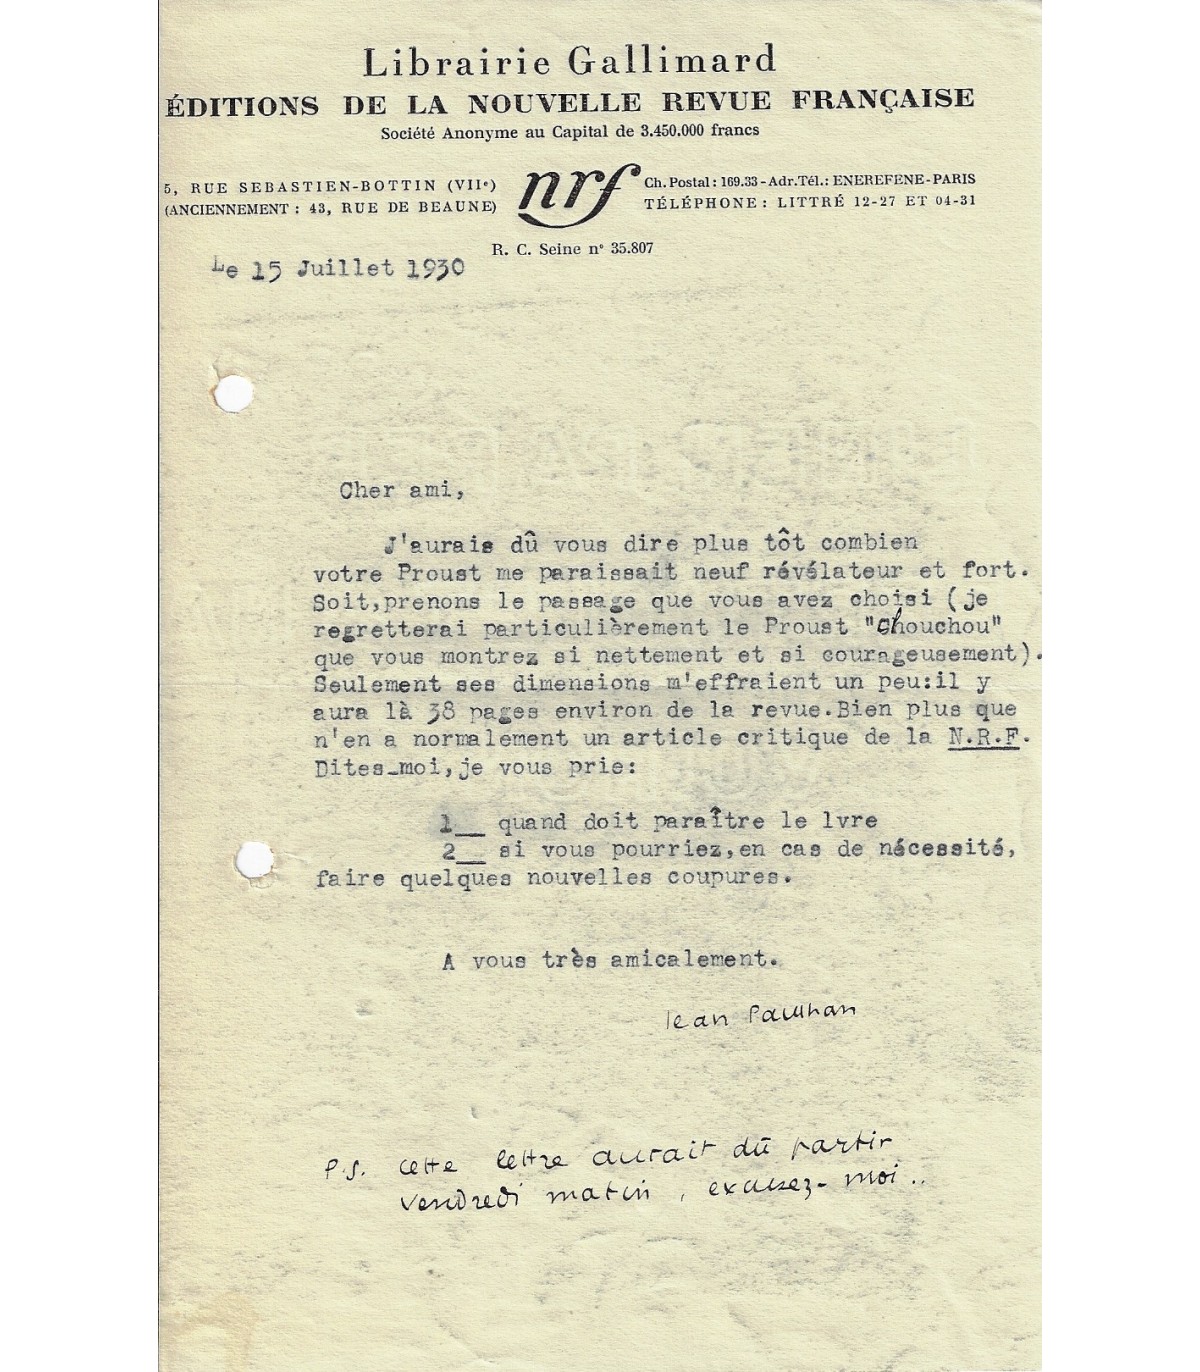 Librairie Gallimard
ÉDITIONS DE LA NOUVELLE REVUE FRANÇAISE
Société Anonyme au Capital de 3.450.000 francs
5, RUE SEBASTIEN-BOTTIN (VIIᵉ)
(ANCIENNEMENT : 43, RUE DE BEAUNE)
nrf
Ch. Postal : 169.33 - Adr. Tél. : ENEREFENE-PARIS
TÉLÉPHONE : LITTRÉ 12-27 ET 04-31
R. C. Seine n° 35.807
Le 15 Juillet 1930
Cher ami,
J'aurais dû vous dire plus tôt combien
votre Proust me paraissait neuf révélateur et fort.
Soit,prenons le passage que vous avez choisi (je
regretterai particulièrement le Proust "Chouchou"
que vous montrez si nettement et si courageusement).
Seulement ses dimensions m'effraient un peu:il y
aura là 38 pages environ de la revue.Bien plus que
n'en a normalement un article critique de la N.R.F.
Dites-moi,je vous prie:
1_ quand doit paraître le lvre
2_ si vous pourriez,en cas de nécessité,
faire quelques nouvelles coupures.
A vous très amicalement.
Jean Paulhan
P.S. cette lettre aurait dû partir
vendredi matin, excusez-moi..